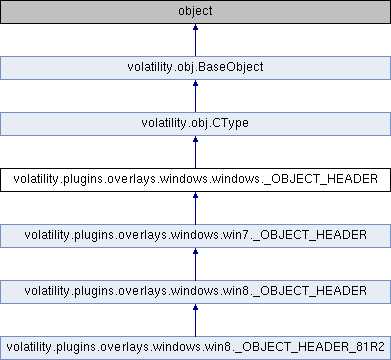 object
volatility.obj.BaseObject
volatility.obj.CType
volatility.plugins.overlays.windows.windows._OBJECT_HEADER
volatility.plugins.overlays.windows.win7._OBJECT_HEADER
volatility.plugins.overlays.windows.win8._OBJECT_HEADER
volatility.plugins.overlays.windows.win8._OBJECT_HEADER_81R2